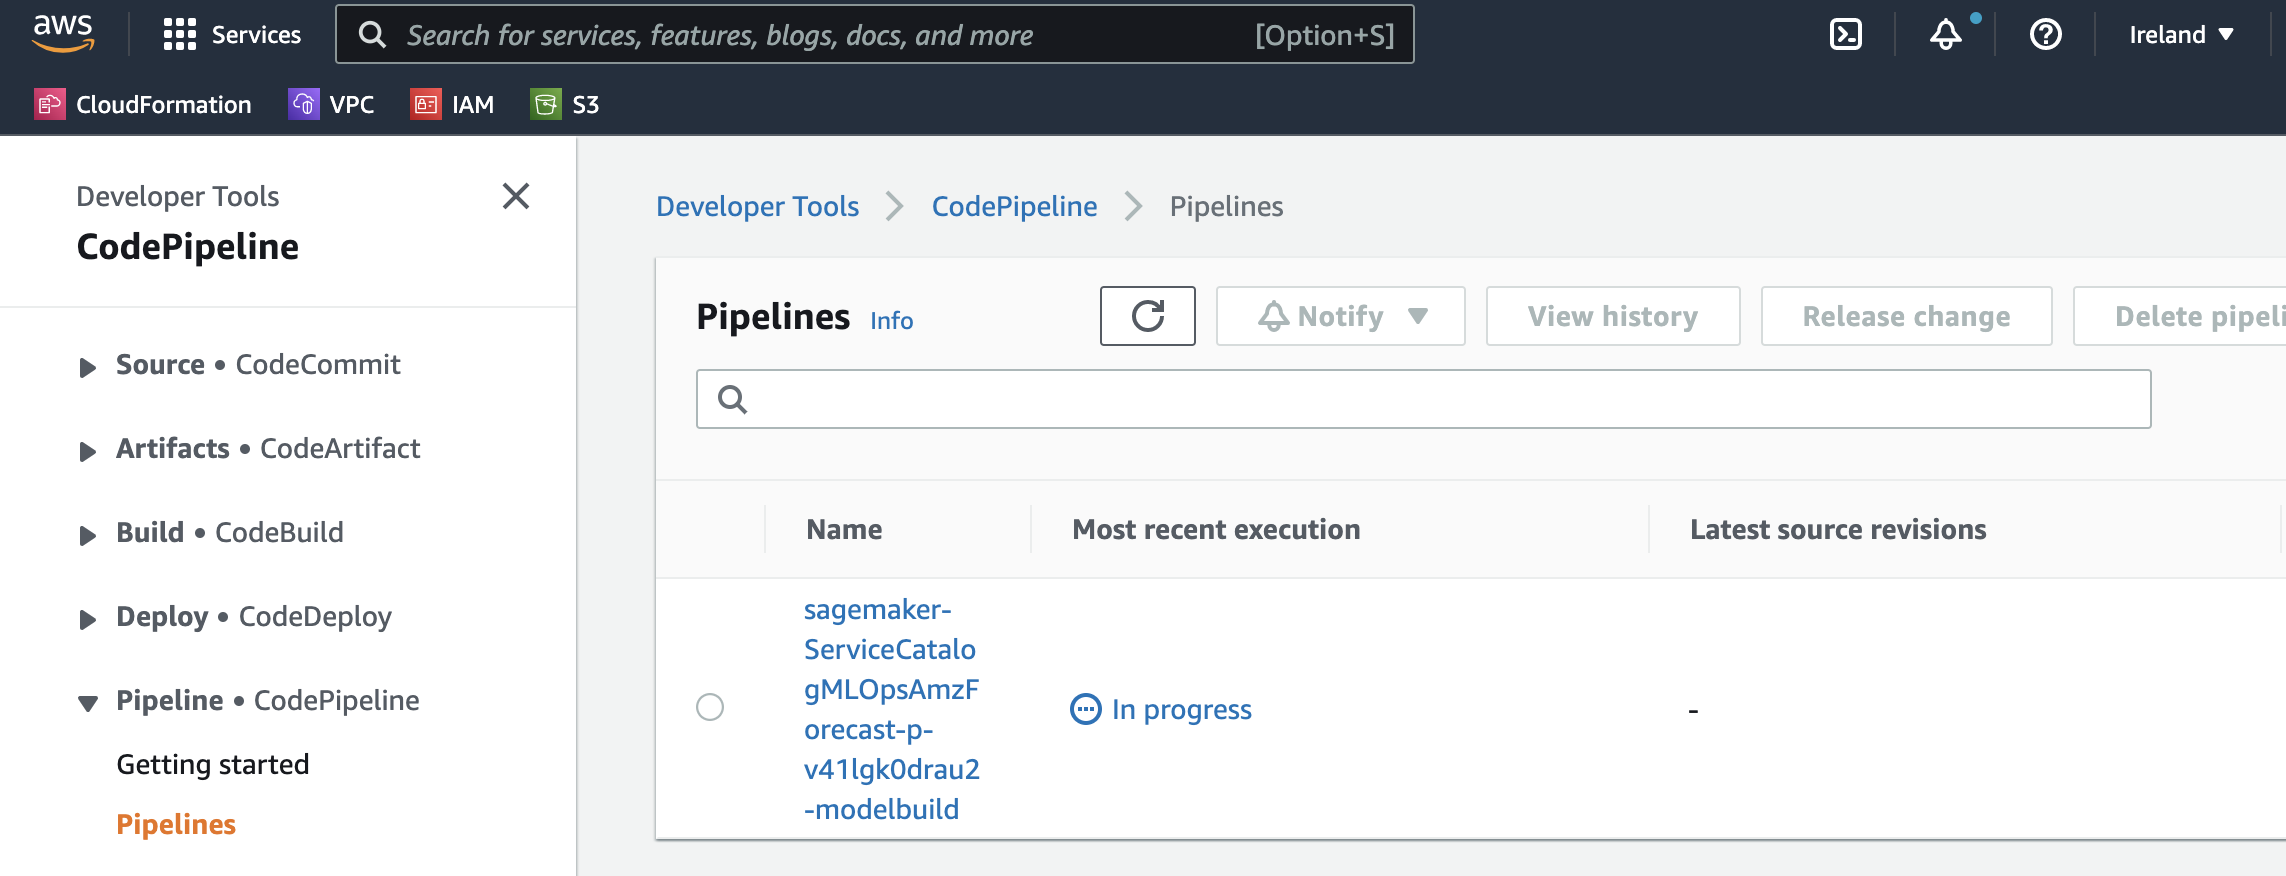 aws
Services
Search for services, features, blogs, docs, and more
[Option+S]
Ireland ▼
CloudFormation
VPC
IAM
S3
Developer Tools
CodePipeline
Source • CodeCommit
Artifacts • CodeArtifact
Build • CodeBuild
Deploy • CodeDeploy
Pipeline • CodePipeline
Getting started
Pipelines
Developer Tools
CodePipeline
Pipelines
Pipelines Info
Notify
View history
Release change
Delete pipeli
Name
Most recent execution
Latest source revisions
sagemaker-
ServiceCatalo
gMLOpsAmzF
orecast-p-
v41lgk0drau2
-modelbuild
In progress
-